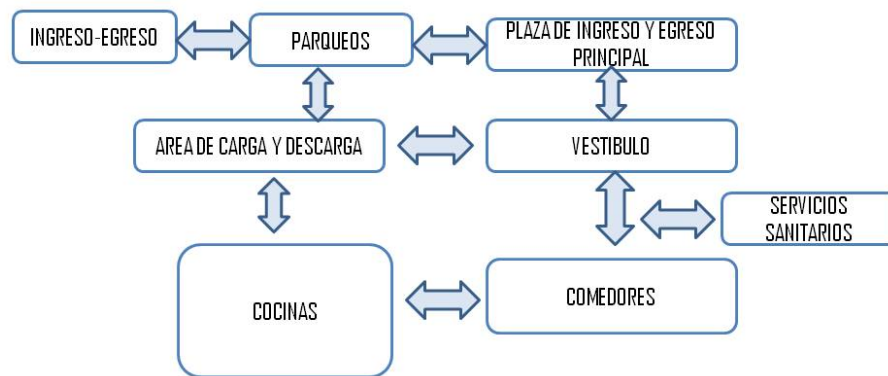 INGRESO-EGRESO
PARQUEOS
PLAZA DE INGRESO Y EGRESO
PRINCIPAL
AREA DE CARGA Y DESCARGA
VESTIBULO
SERVICIOS
SANITARIOS
COCINAS
COMEDORES